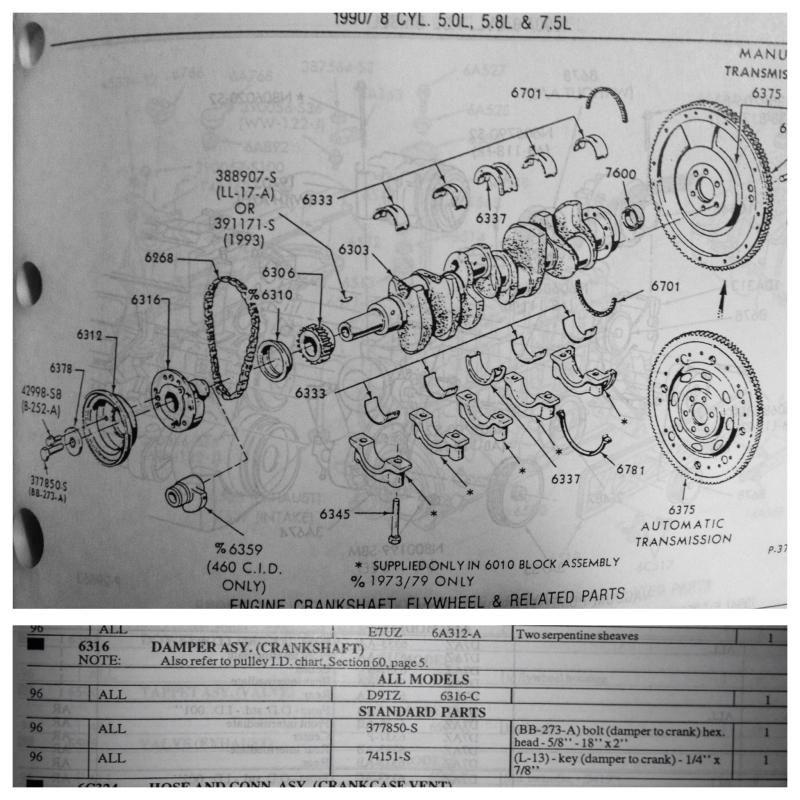 1990/ 8 CYL. 5.0L, 5.8L & 7.5L
MANU
TRANSMIS
6375
6701
7600
388907-S
(LL-17-A)
OR
391171-S
(1993)
6333
6337
6303
6268
6306
% 6310
6316
6701
6312
6378
42998-S8
(B-252-A)
6333
377850-S
(BB-273-A)
6337
6781
6345
6375
AUTOMATIC
TRANSMISSION
% 6359
(460 C.I.D.
ONLY)
* SUPPLIED ONLY IN 6010 BLOCK ASSEMBLY
% 1973/79 ONLY
P-37
ENGINE CRANKSHAFT, FLYWHEEL & RELATED PARTS
96 ALL E7UZ 6A312-A Two serpentine sheaves 1
6316 DAMPER ASY. (CRANKSHAFT)
NOTE: Also refer to pulley I.D. chart, Section 60, page 5.
ALL MODELS
96 ALL D9TZ 6316-C 1
STANDARD PARTS
96 ALL 377850-S (BB-273-A) bolt (damper to crank) hex. 1
head - 5/8" - 18" x 2"
96 ALL 74151-S (L-13) - key (damper to crank) - 1/4" x 1
7/8"
HOSE AND CONN. ASY. (CRANKCASE VENT)